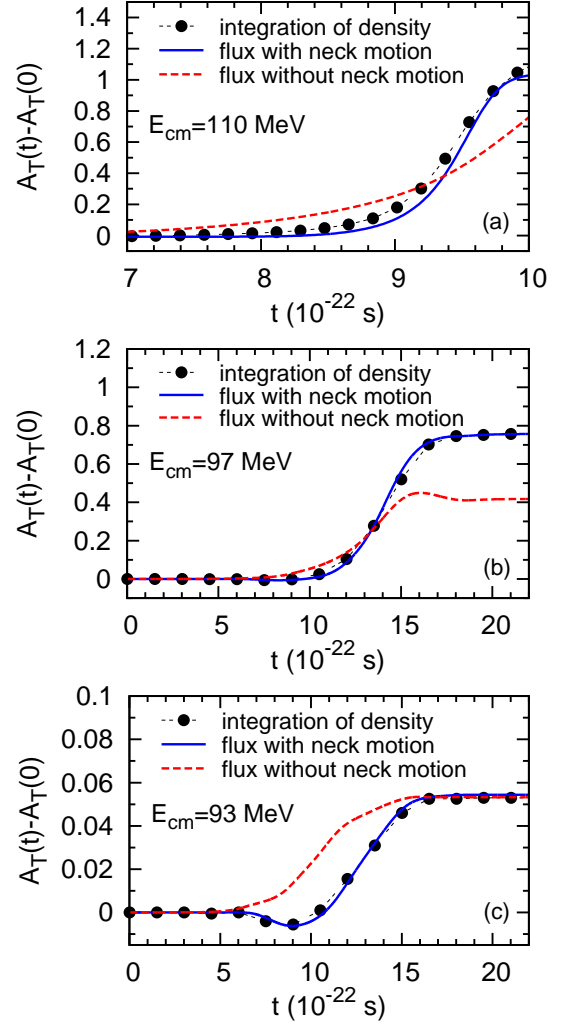 1.4
1.2
1
0.8
0.6
0.4
0.2
0
A_T(t)-A_T(0)
integration of density
flux with neck motion
flux without neck motion
E_cm=110 MeV
(a)
7 8 9 10
t (10^-22 s)
1.2
1
0.8
0.6
0.4
0.2
0
A_T(t)-A_T(0)
integration of density
flux with neck motion
flux without neck motion
E_cm=97 MeV
(b)
0 5 10 15 20
t (10^-22 s)
0.1
0.08
0.06
0.04
0.02
0
A_T(t)-A_T(0)
integration of density
flux with neck motion
flux without neck motion
E_cm=93 MeV
(c)
0 5 10 15 20
t (10^-22 s)